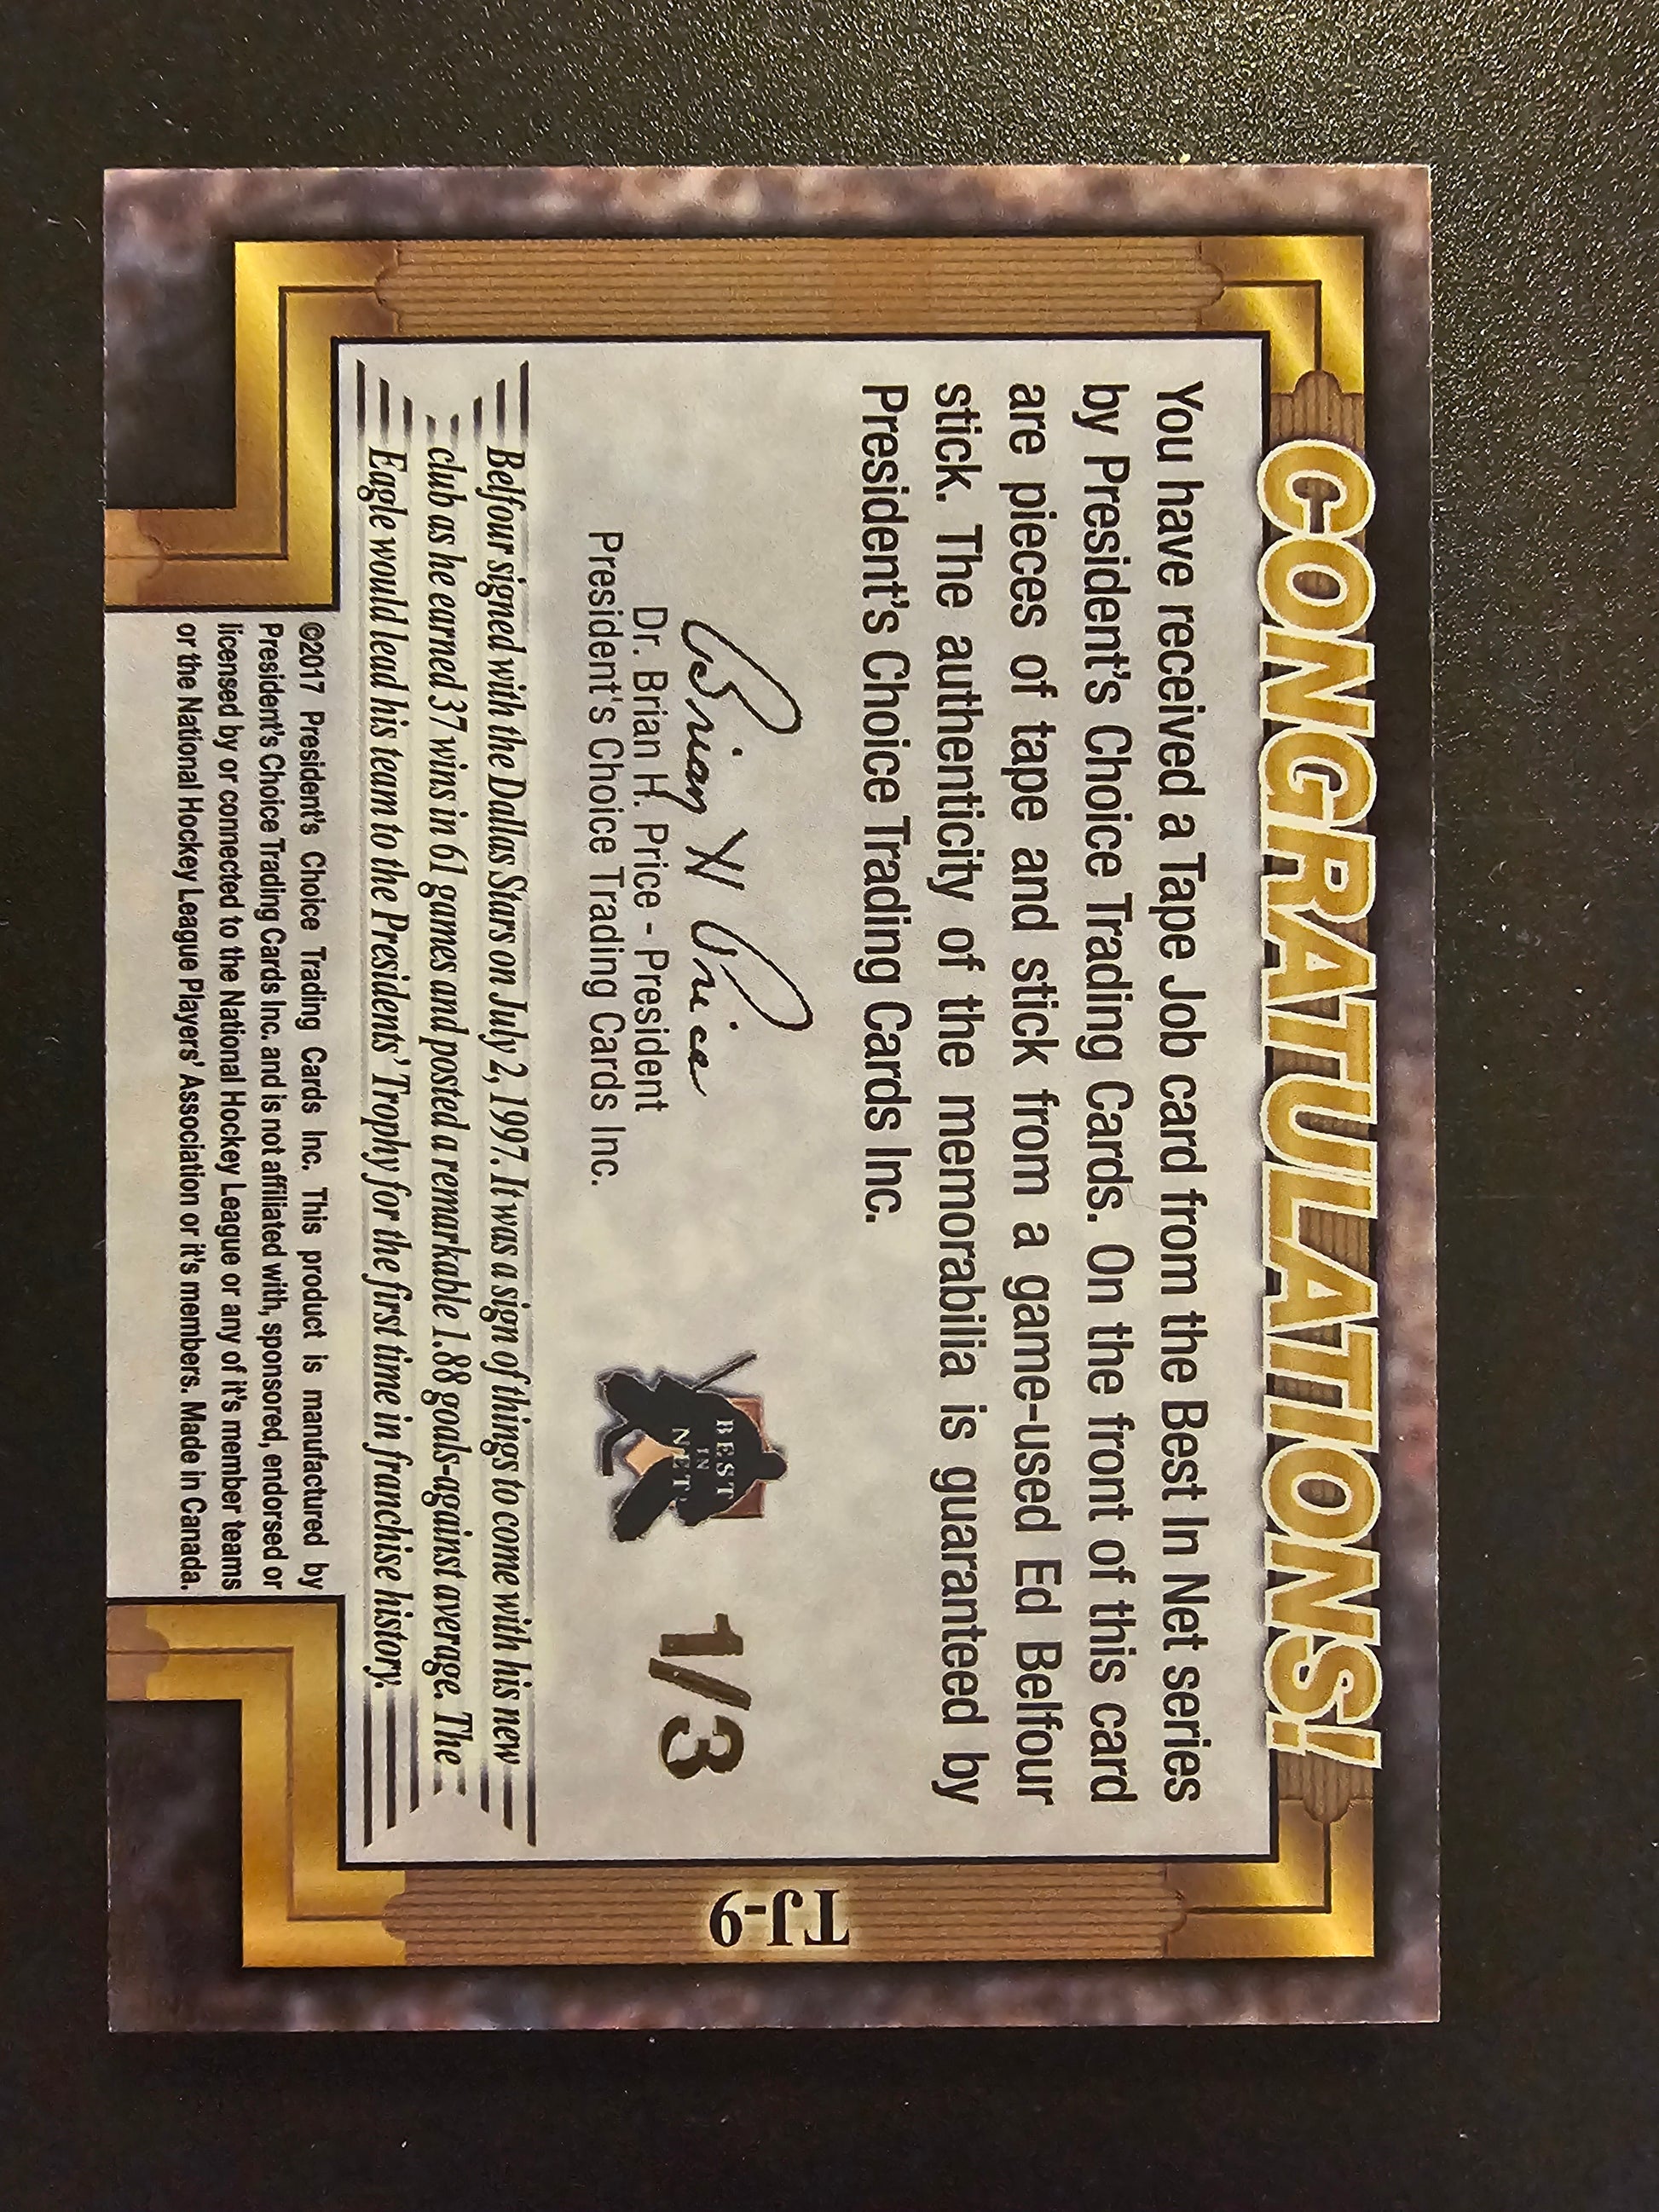 CONGRATULATIONS!
You have received a Tape Job card from the Best In Net series
by President's Choice Trading Cards. On the front of this card
are pieces of tape and stick from a game-used Ed Belfour
stick. The authenticity of the memorabilia is guaranteed by
President's Choice Trading Cards Inc.
Brian H Price
Dr. Brian H. Price - President
President's Choice Trading Cards Inc.
BEST
IN
NET
1/3
Belfour signed with the Dallas Stars on July 2, 1997. It was a sign of things to come with his new
club as he earned 37 wins in 61 games and posted a remarkable 1.88 goals-against average. The
Eagle would lead his team to the Presidents' Trophy for the first time in franchise history.
TJ-9
©2017 President's Choice Trading Cards Inc. This product is manufactured by
President's Choice Trading Cards Inc. and is not affiliated with, sponsored, endorsed or
licensed by or connected to the National Hockey League or any of it's member teams
or the National Hockey League Players' Association or it's members. Made in Canada.